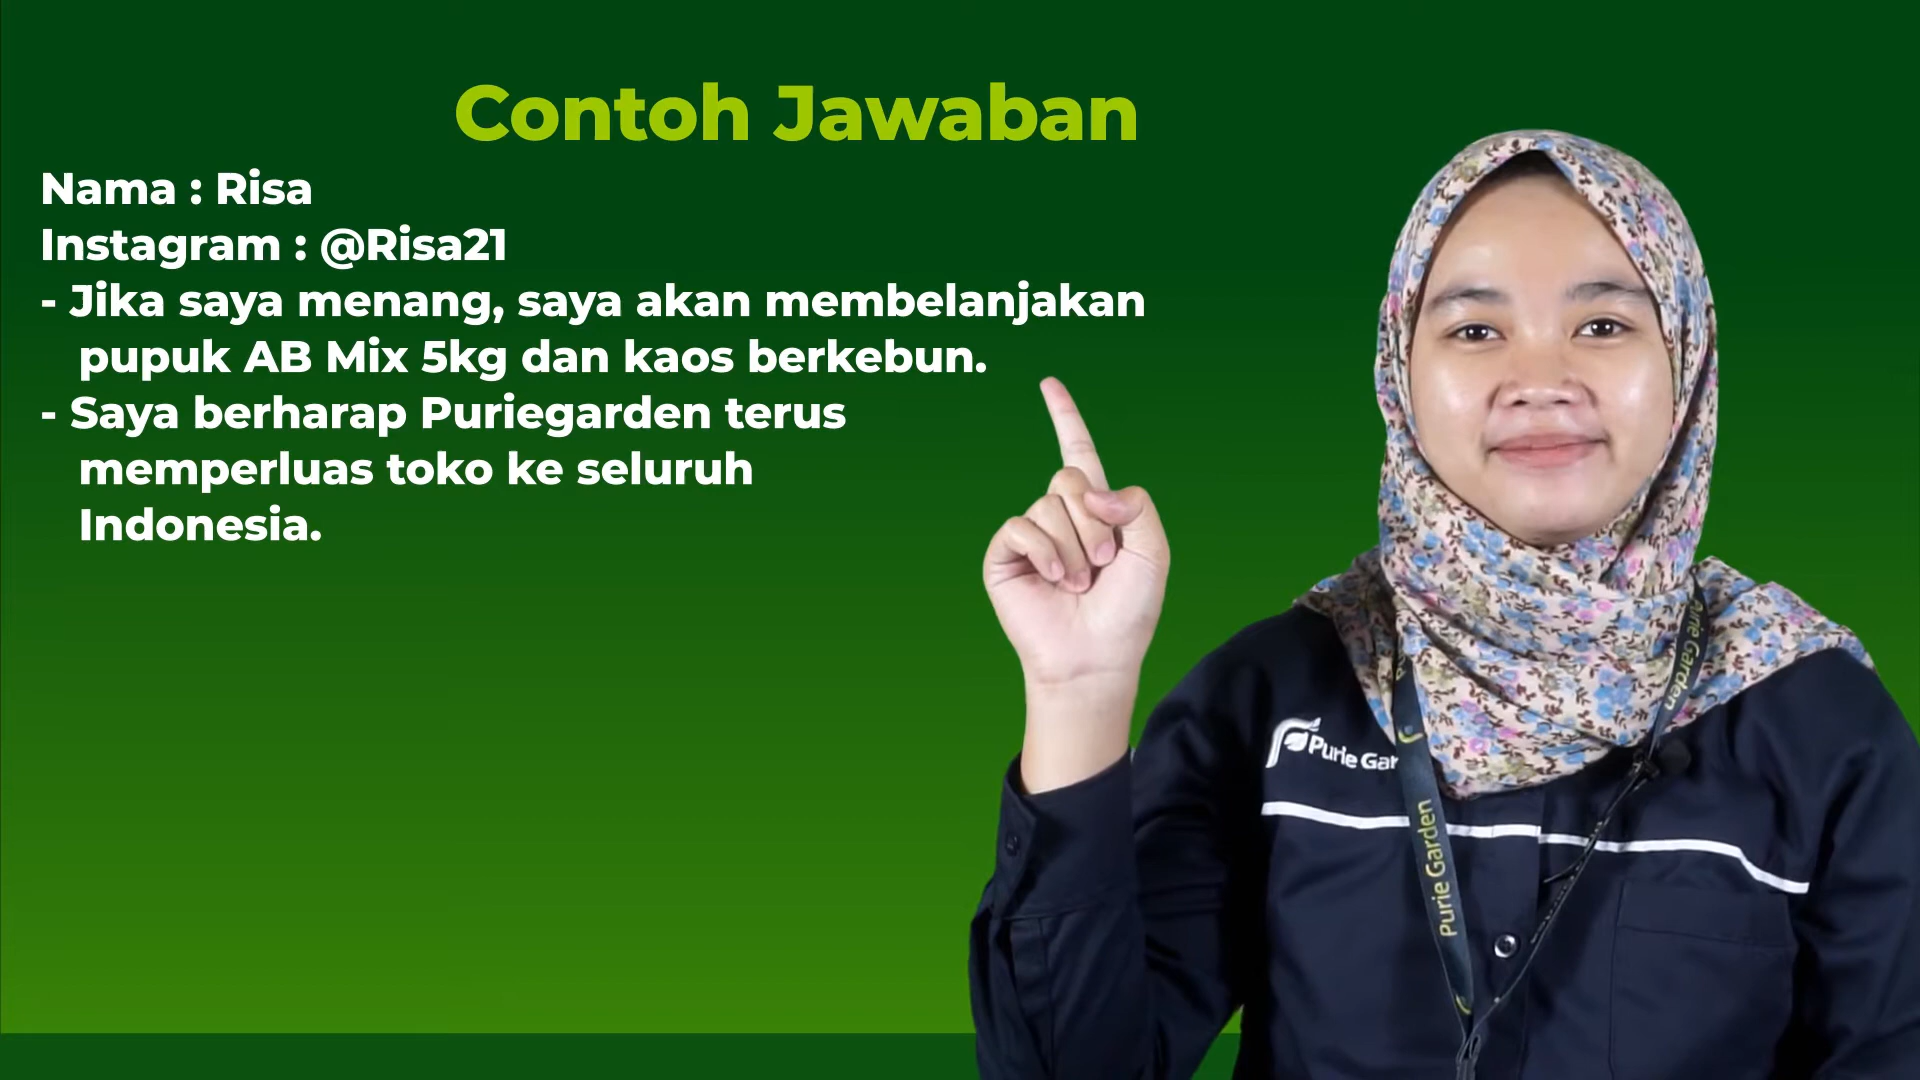 Contoh Jawaban
Nama : Risa
Instagram : @Risa21
- Jika saya menang, saya akan membelanjakan
pupuk AB Mix 5kg dan kaos berkebun.
- Saya berharap Puriegarden terus
memperluas toko ke seluruh
Indonesia.
Purie Gar
Purie Garden
Purie Garden